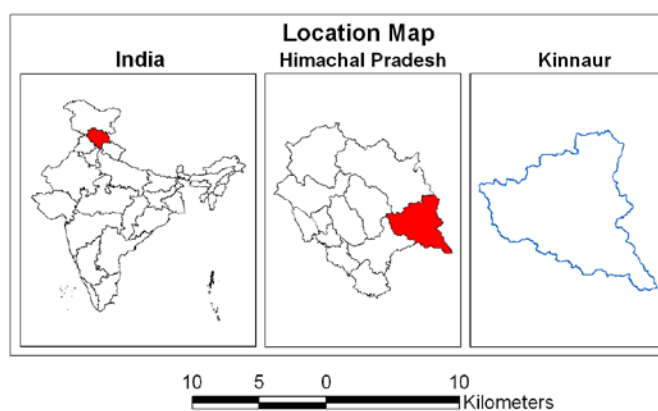 Location Map
India
Himachal Pradesh
Kinnaur
10 5 0 10
Kilometers